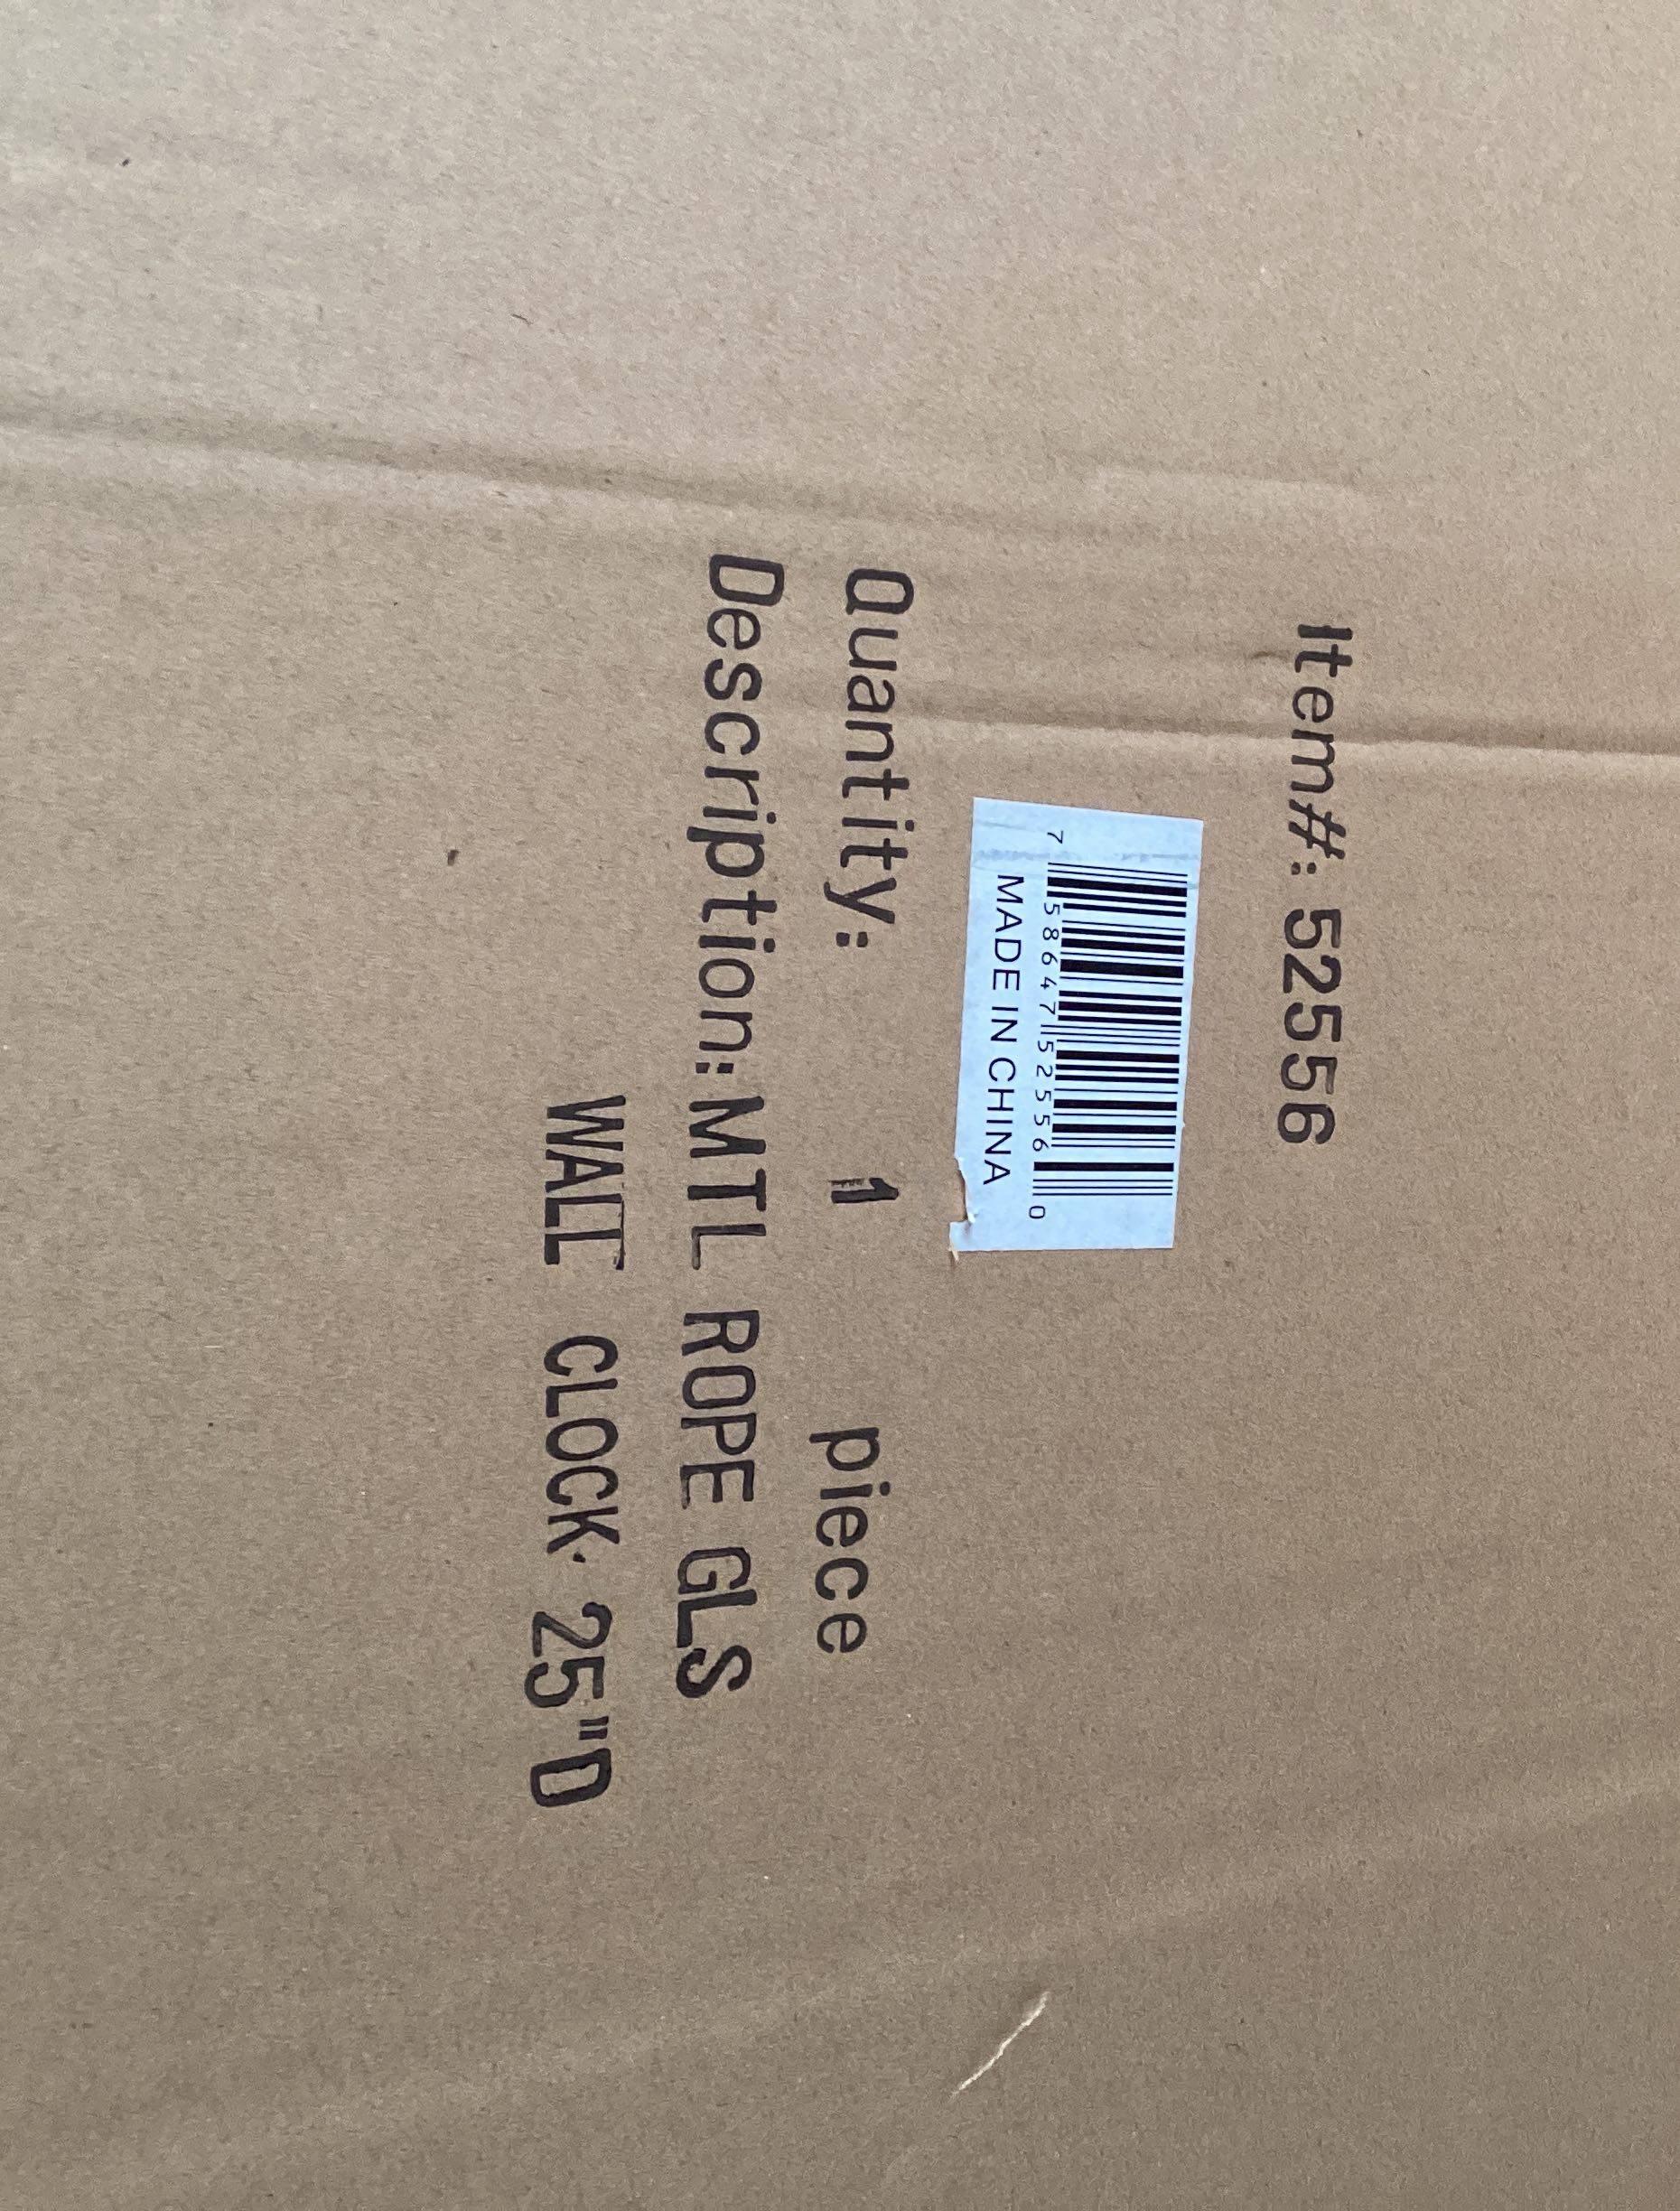 Item#: 52556
7 58647 52556 0
MADE IN CHINA
Quantity: 1 piece
Description: MTL ROPE GLS
WALL CLOCK 25"D